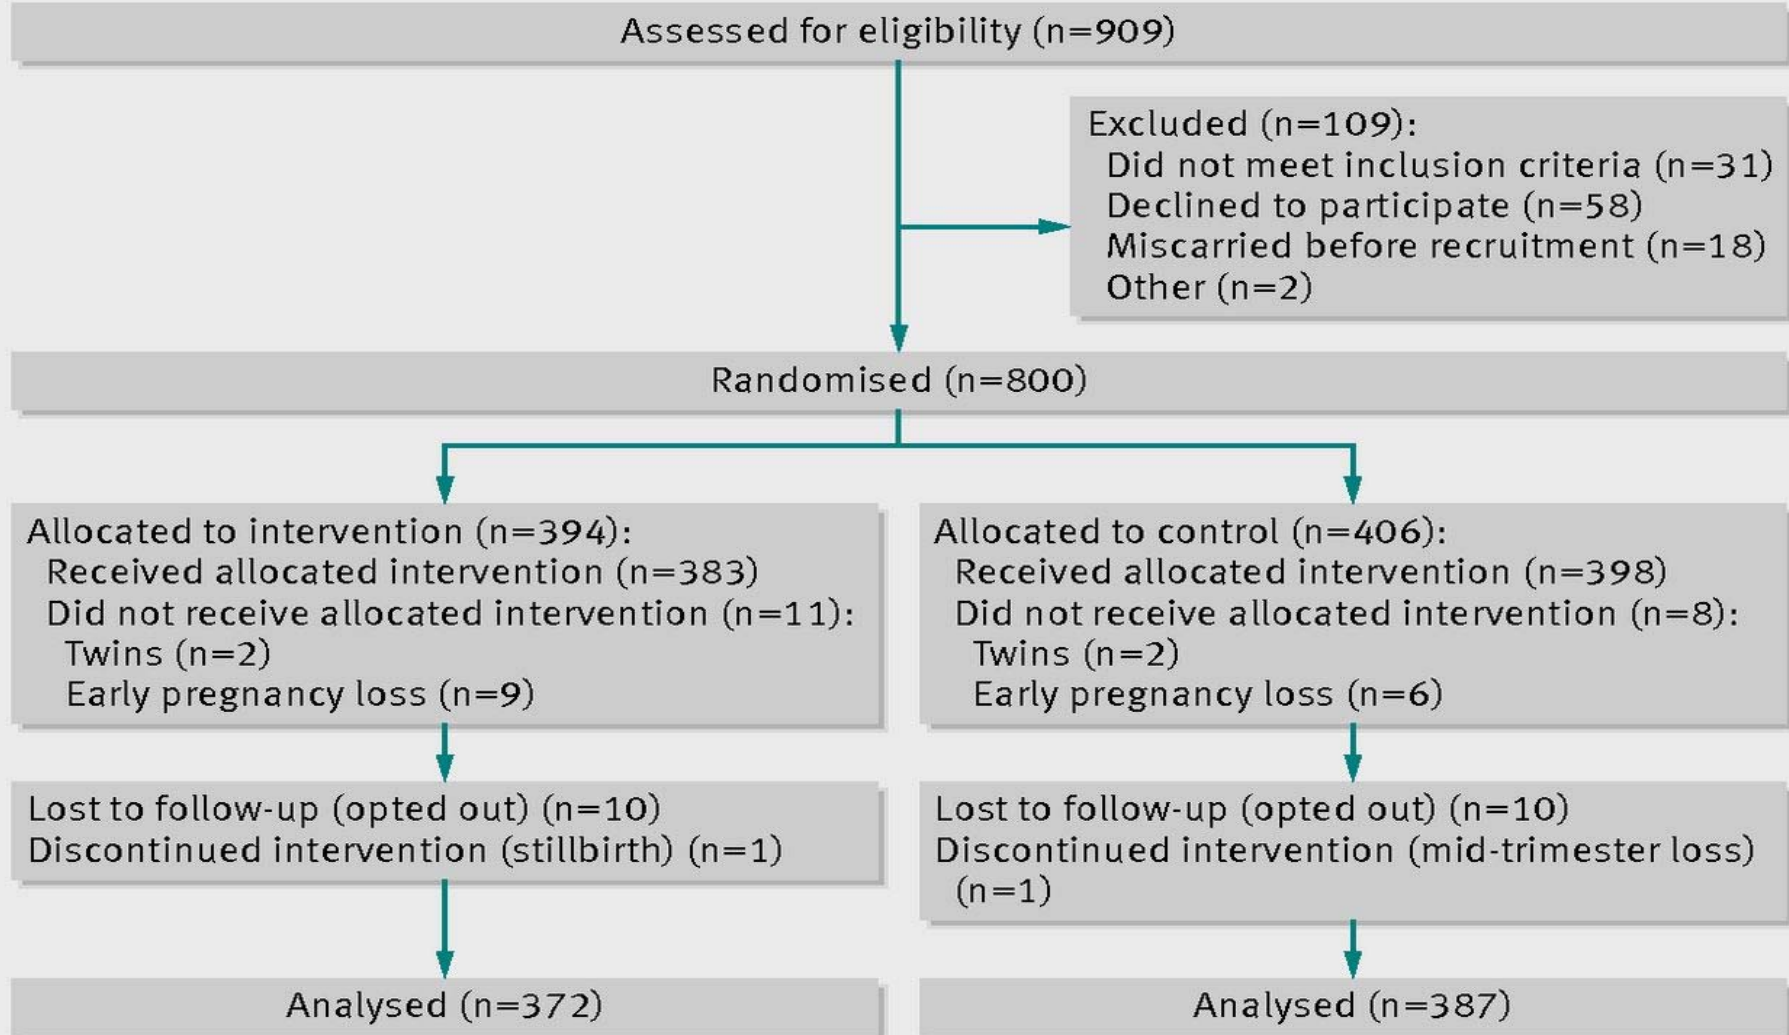 Assessed for eligibility (n=909)
Excluded (n=109):
Did not meet inclusion criteria (n=31)
Declined to participate (n=58)
Miscarried before recruitment (n=18)
Other (n=2)
Randomised (n=800)
Allocated to intervention (n=394):
Received allocated intervention (n=383)
Did not receive allocated intervention (n=11):
Twins (n=2)
Early pregnancy loss (n=9)
Allocated to control (n=406):
Received allocated intervention (n=398)
Did not receive allocated intervention (n=8):
Twins (n=2)
Early pregnancy loss (n=6)
Lost to follow-up (opted out) (n=10)
Discontinued intervention (stillbirth) (n=1)
Lost to follow-up (opted out) (n=10)
Discontinued intervention (mid-trimester loss)
(n=1)
Analysed (n=372)
Analysed (n=387)